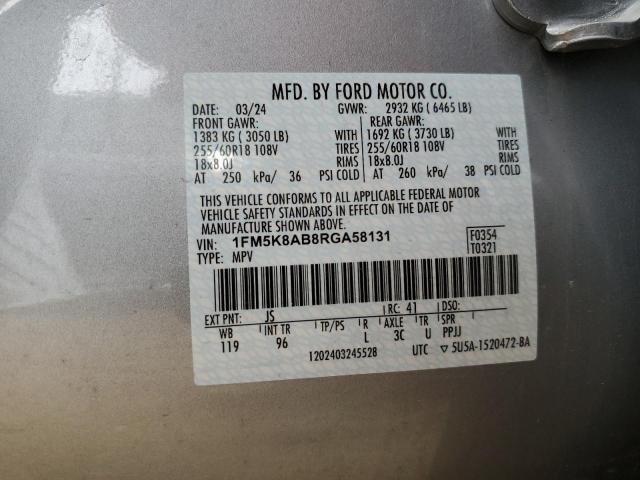 MFD. BY FORD MOTOR CO.
DATE: 03/24 GVWR: 2932 KG ( 6465 LB)
FRONT GAWR: REAR GAWR:
1383 KG ( 3050 LB) WITH 1692 KG ( 3730 LB) WITH
255/60R18 108V TIRES 255/60R18 108V TIRES
18x8.0J RIMS 18x8.0J RIMS
AT 250 kPa/ 36 PSI COLD AT 260 kPa/ 38 PSI COLD
THIS VEHICLE CONFORMS TO ALL APPLICABLE FEDERAL MOTOR
VEHICLE SAFETY STANDARDS IN EFFECT ON THE DATE OF
MANUFACTURE SHOWN ABOVE.
VIN: 1FM5K8AB8RGA58131 F0354
TYPE: MPV T0321
EXT PNT: JS RC: 41 DSO:
WB INT TR TP/PS R AXLE TR SPR
119 96 L 3C U PPJJ
1202403245528 UTC ▽ 5U5A-1520472-BA